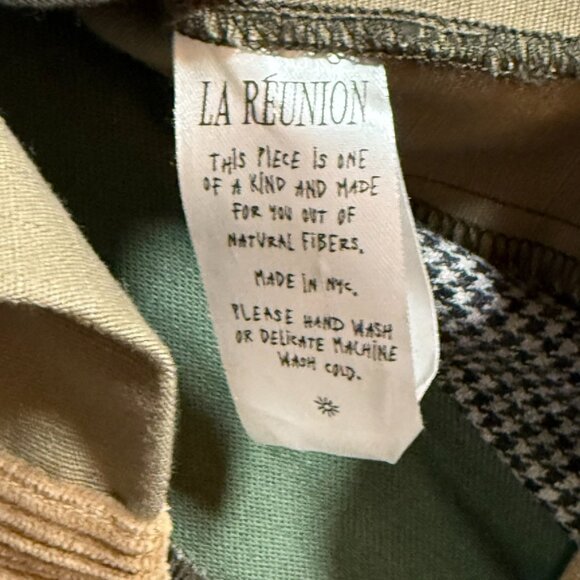 LA RÉUNION
THIS PIECE IS ONE
OF A KIND AND MADE
FOR YOU OUT OF
NATURAL FIBERS.
MADE IN NYC.
PLEASE HAND WASH
OR DELICATE MACHINE
WASH COLD.